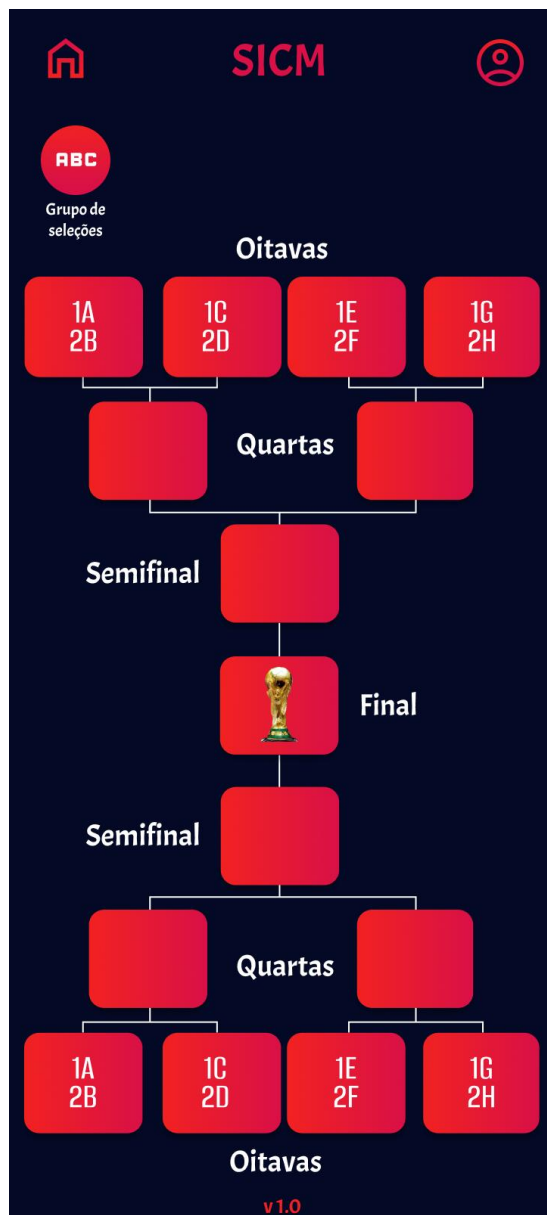 SICM
ABC
Grupo de
seleções
Oitavas
1A
2B
1C
2D
1E
2F
1G
2H
Quartas
Semifinal
Final
Semifinal
Quartas
1A
2B
1C
2D
1E
2F
1G
2H
Oitavas
v 1.0